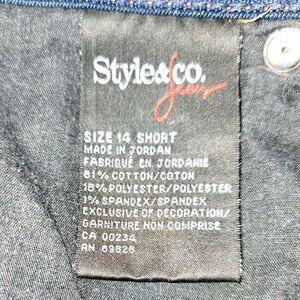 Style&co.
Jeans
SIZE 14 SHORT
MADE IN JORDAN
FABRIQUÉ EN JORDANIE
81% COTTON/COTON
18% POLYESTER/POLYESTER
1% SPANDEX/SPANDEX
EXCLUSIVE OF DECORATION/
GARNITURE NON COMPRISE
CA 00234
RN 89828